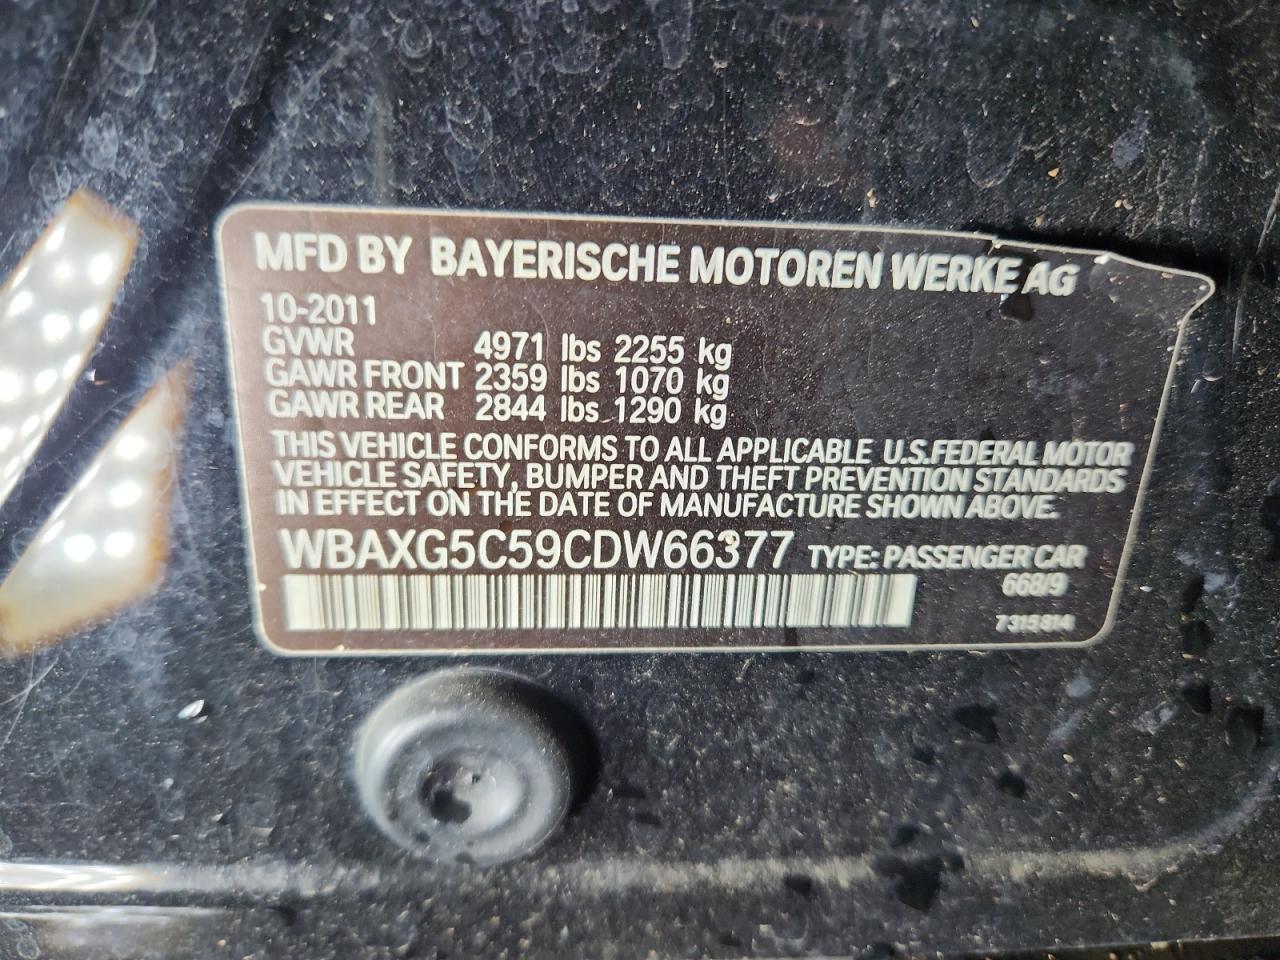 MFD BY BAYERISCHE MOTOREN WERKE AG
10-2011
GVWR 4971 lbs 2255 kg
GAWR FRONT 2359 lbs 1070 kg
GAWR REAR 2844 lbs 1290 kg
THIS VEHICLE CONFORMS TO ALL APPLICABLE U.S.FEDERAL MOTOR
VEHICLE SAFETY, BUMPER AND THEFT PREVENTION STANDARDS
IN EFFECT ON THE DATE OF MANUFACTURE SHOWN ABOVE.
WBAXG5C59CDW66377 TYPE: PASSENGER CAR
668/9
7315814